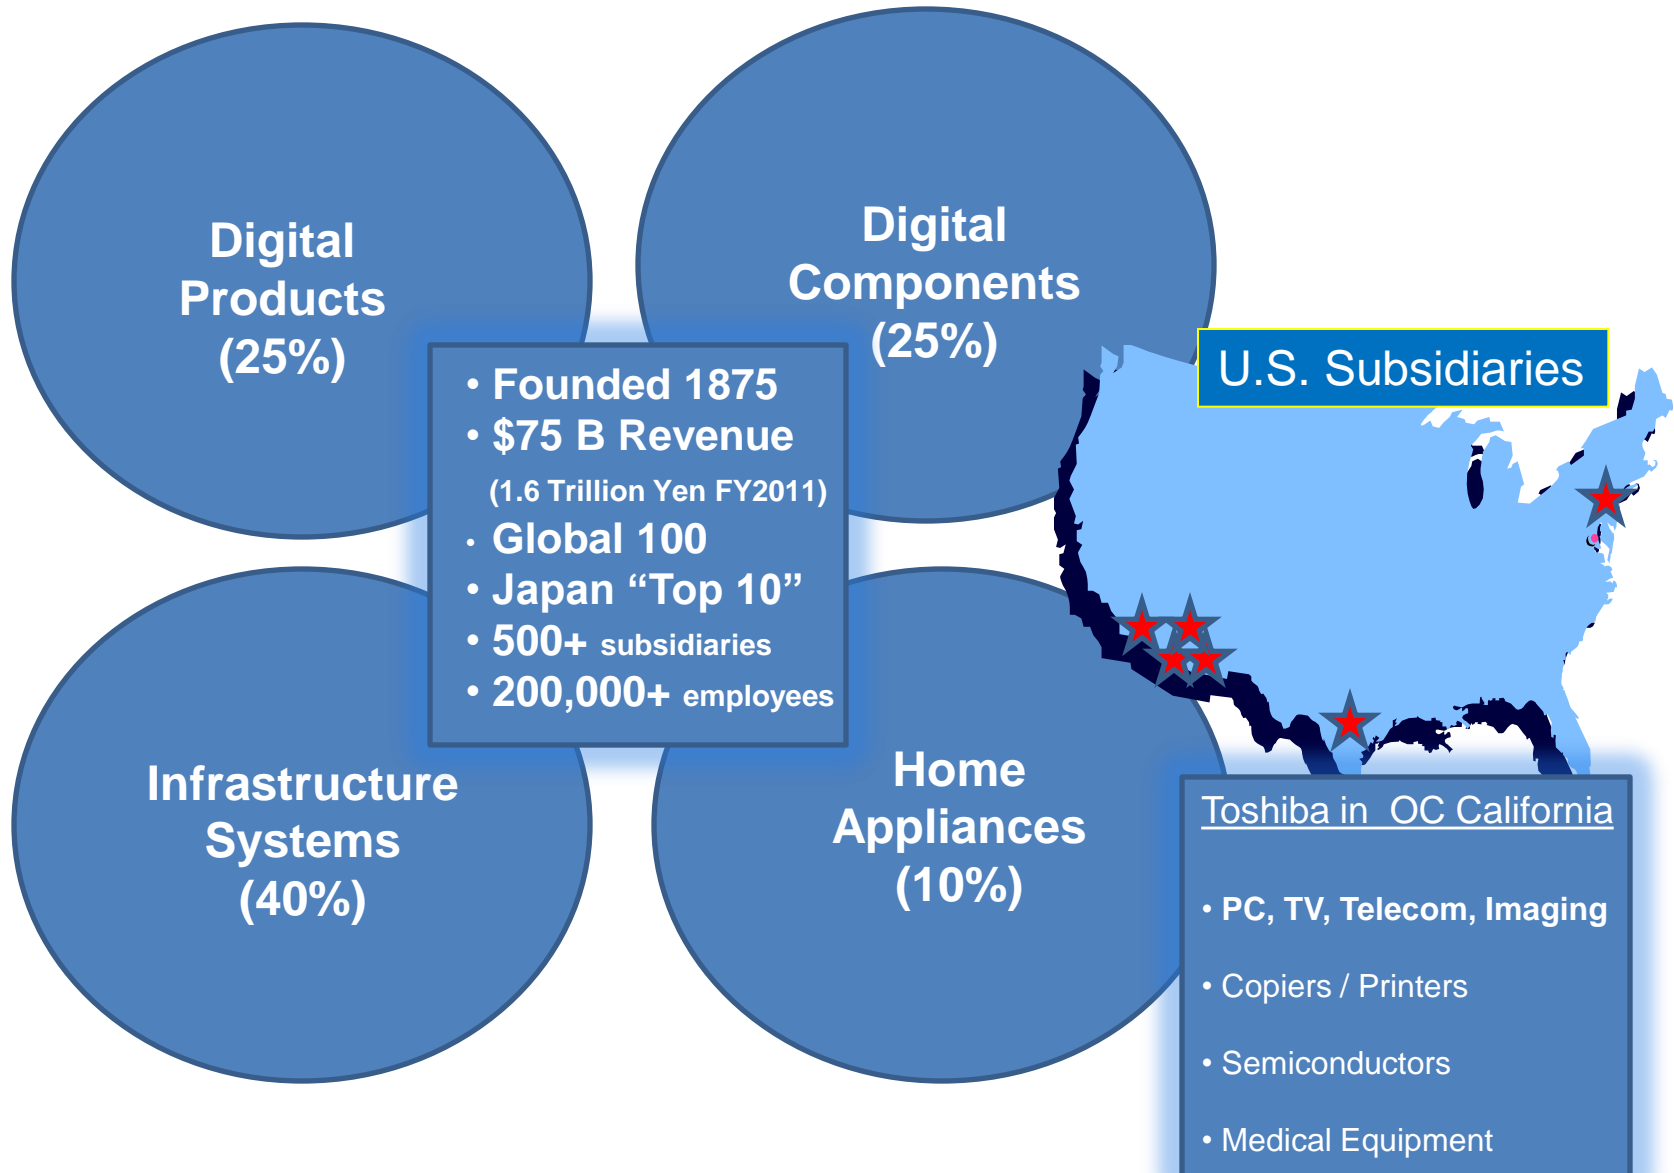 Digital
Products
(25%)
Digital
Components
(25%)
• Founded 1875
• $75 B Revenue
(1.6 Trillion Yen FY2011)
• Global 100
• Japan “Top 10”
• 500+ subsidiaries
• 200,000+ employees
U.S. Subsidiaries
Infrastructure
Systems
(40%)
Home
Appliances
(10%)
Toshiba in OC California
• PC, TV, Telecom, Imaging
• Copiers / Printers
• Semiconductors
• Medical Equipment